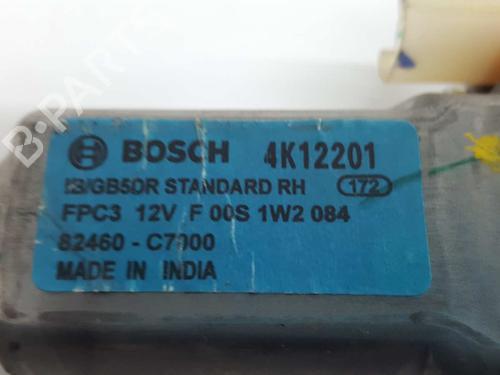 B-PARTS
BOSCH 4K12201
IB/GB5DR STANDARD RH 172
FPC3 12V F 00S 1W2 084
82460 - C7000
MADE IN INDIA